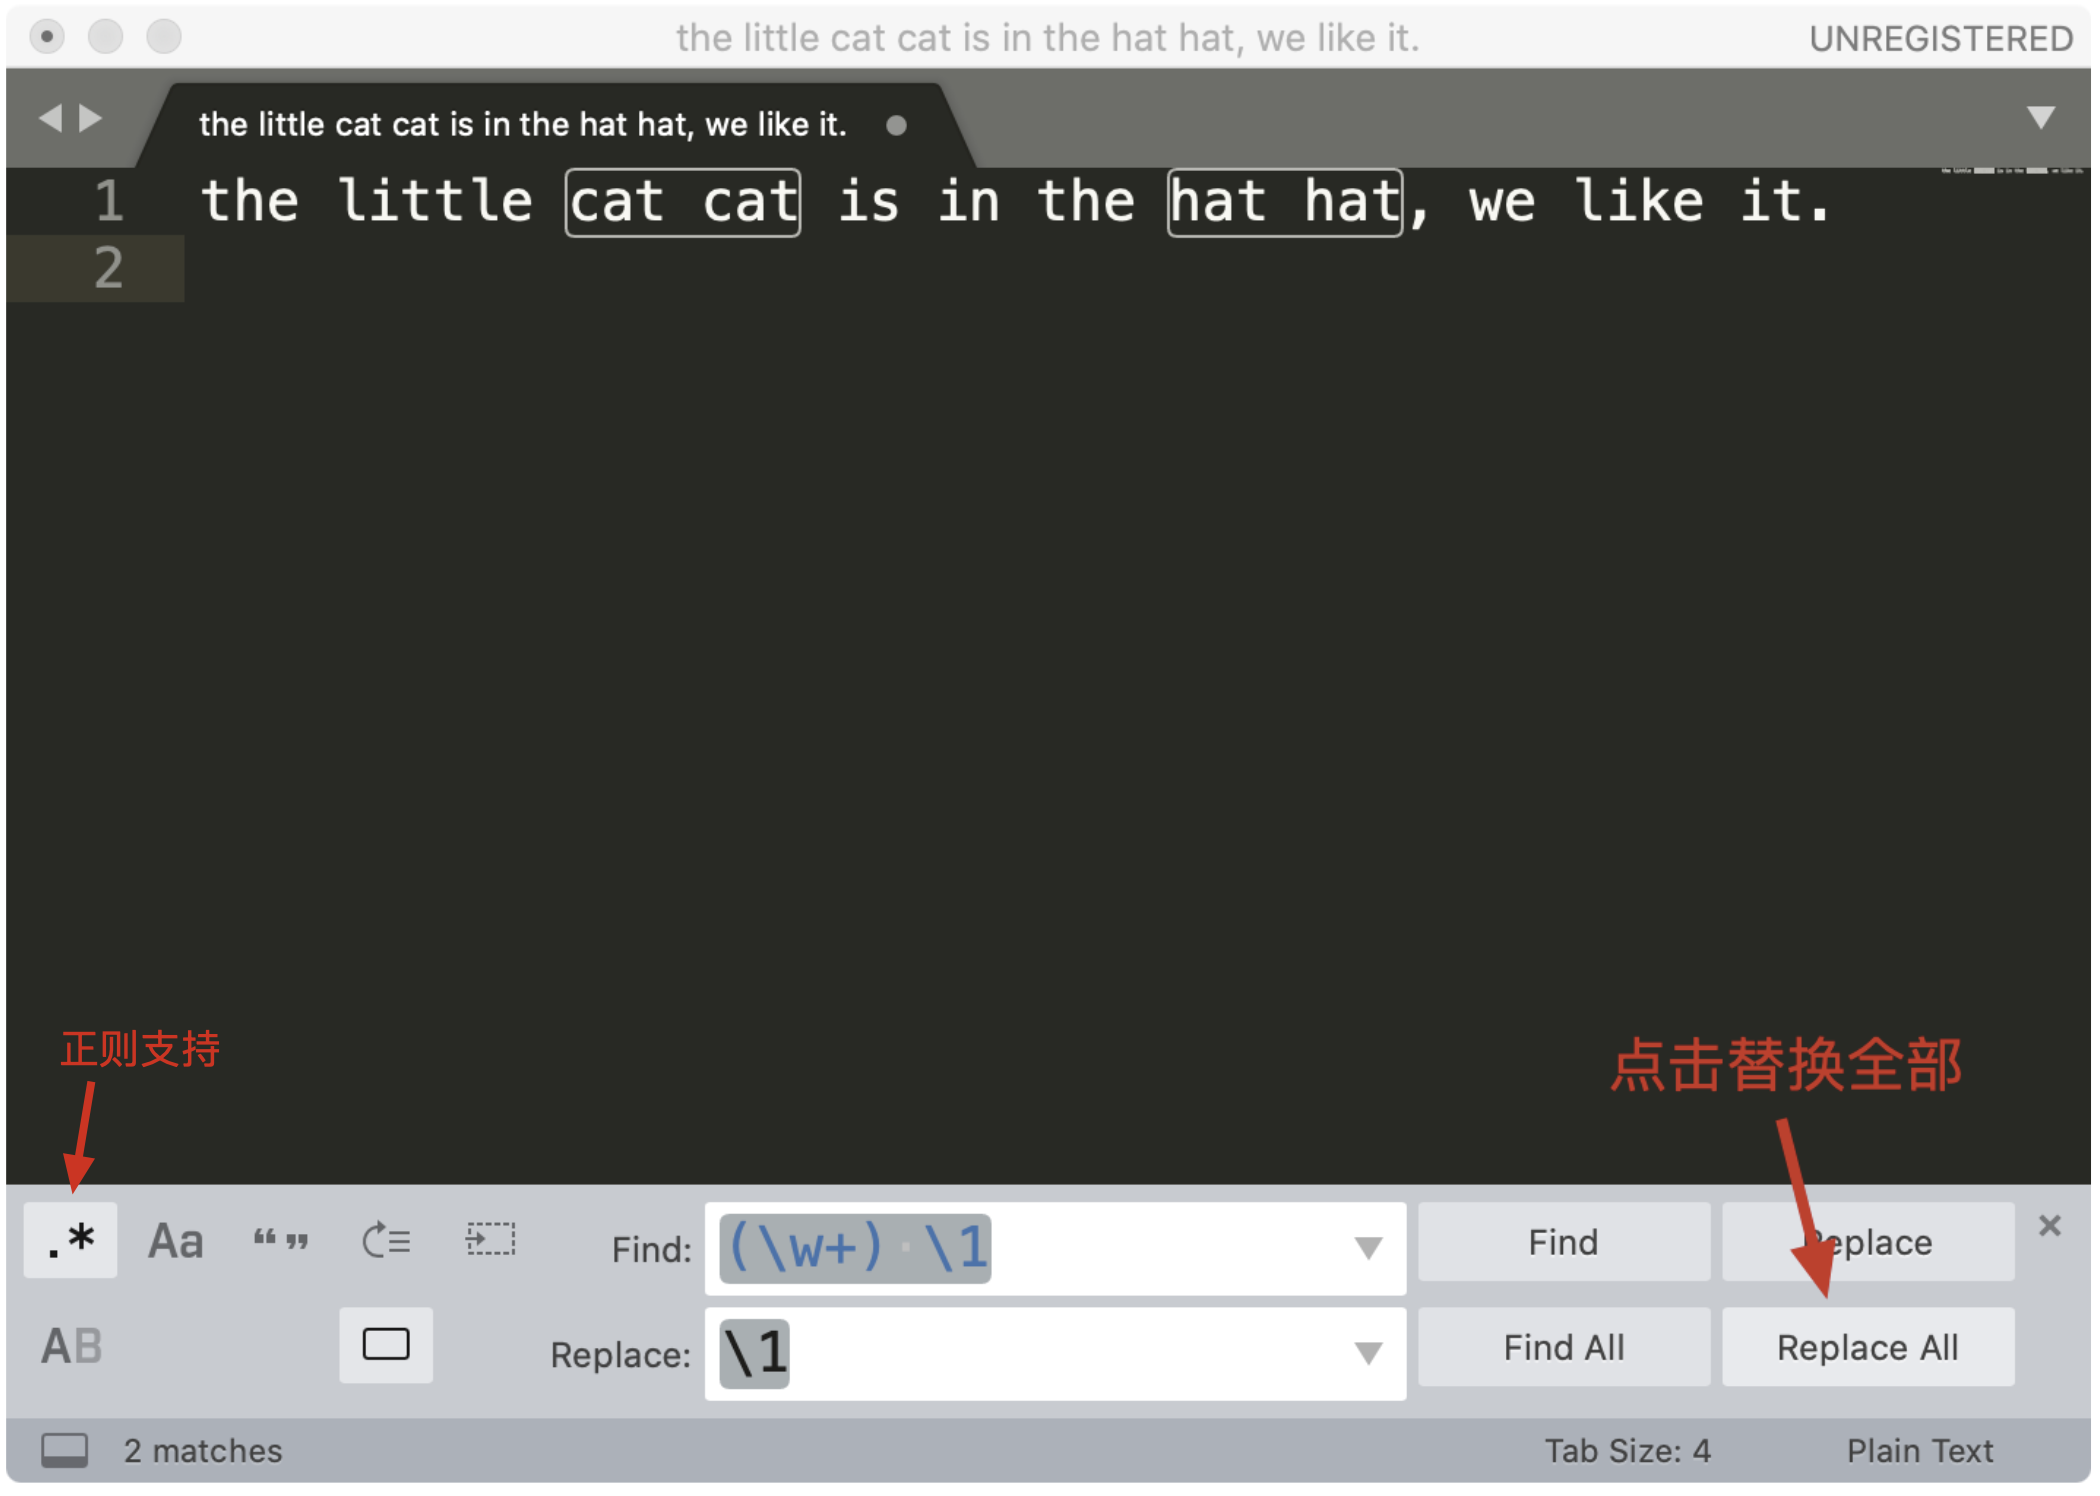 the little cat cat is in the hat hat, we like it.
UNREGISTERED
the little cat cat is in the hat hat, we like it.
1 the little cat cat is in the hat hat, we like it.
2
正则支持
点击替换全部
.* Aa “” Find: (\w+) \1 Find Replace ×
AB Replace: \1 Find All Replace All
2 matches Tab Size: 4 Plain Text